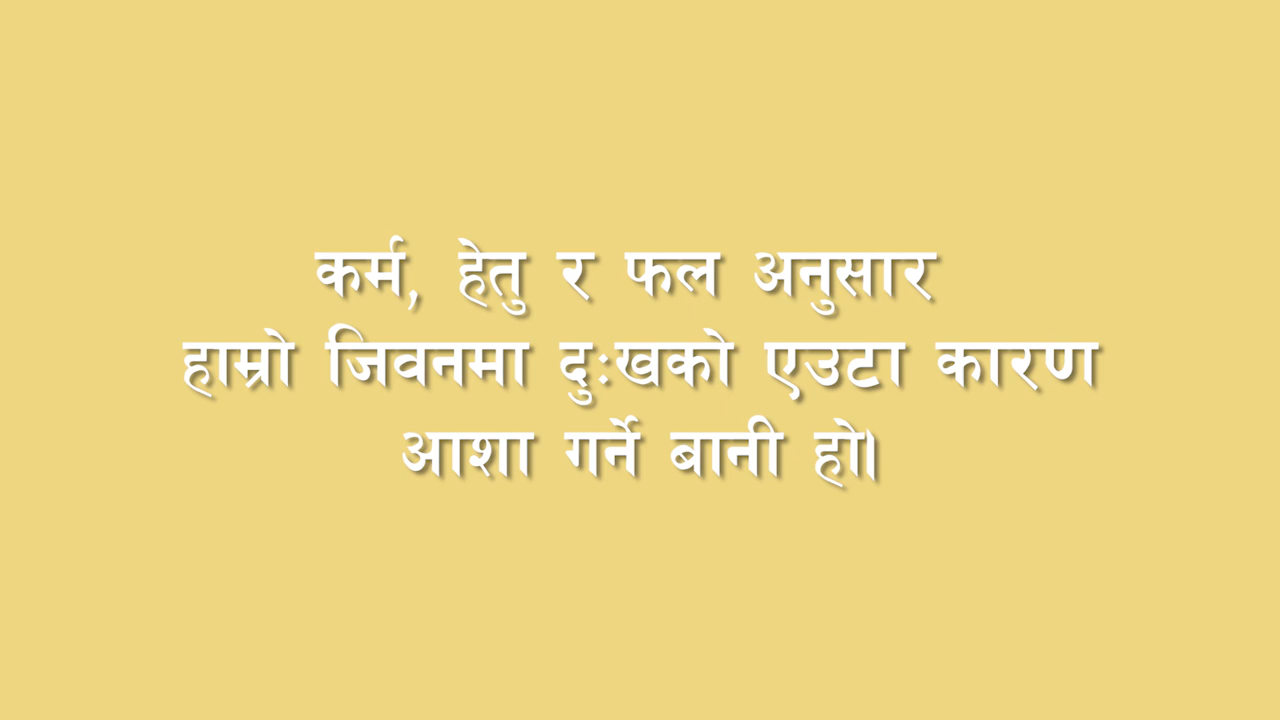 कर्म, हेतु र फल अनुसार
हाम्रो जिवनमा दुःखको एउटा कारण
आशा गर्ने बानी हो।